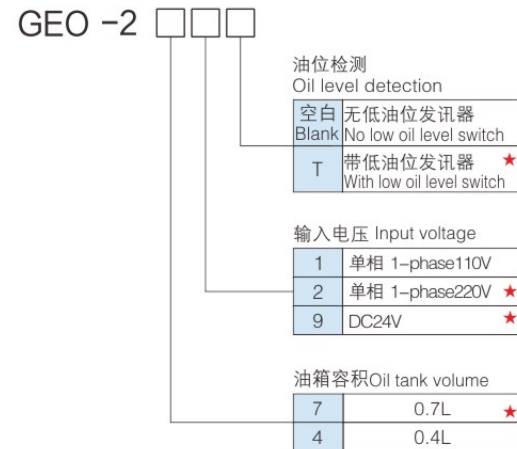 GEO -2 □□□
油位检测
Oil level detection
空白 无低油位发讯器
Blank No low oil level switch
T 带低油位发讯器 ★
With low oil level switch
输入电压 Input voltage
1 单相 1-phase110V
2 单相 1-phase220V ★
9 DC24V ★
油箱容积Oil tank volume
7 0.7L ★
4 0.4L